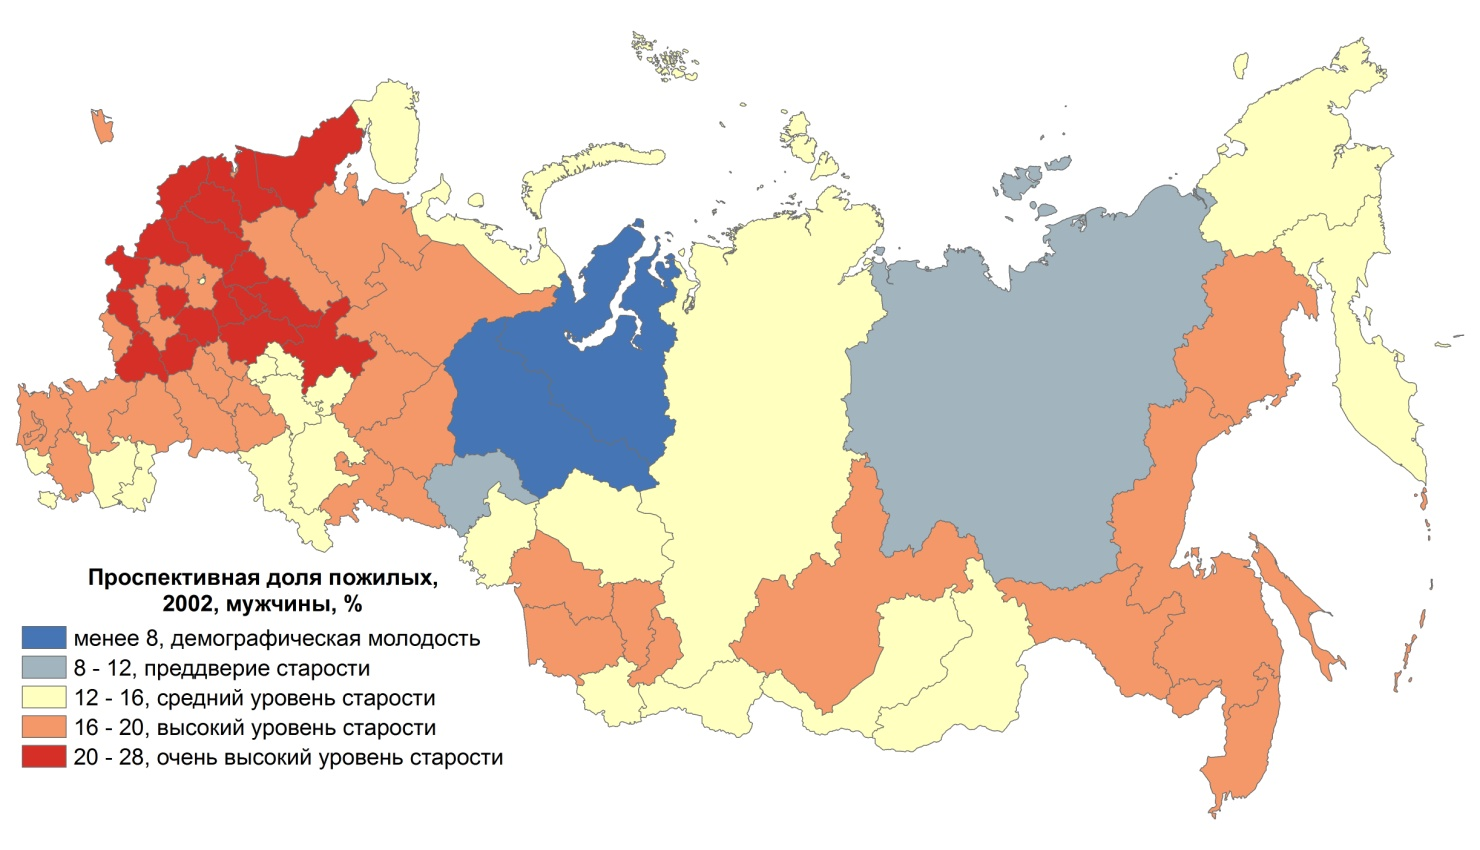 Проспективная доля пожилых,
2002, мужчины, %
менее 8, демографическая молодость
8 - 12, преддверие старости
12 - 16, средний уровень старости
16 - 20, высокий уровень старости
20 - 28, очень высокий уровень старости